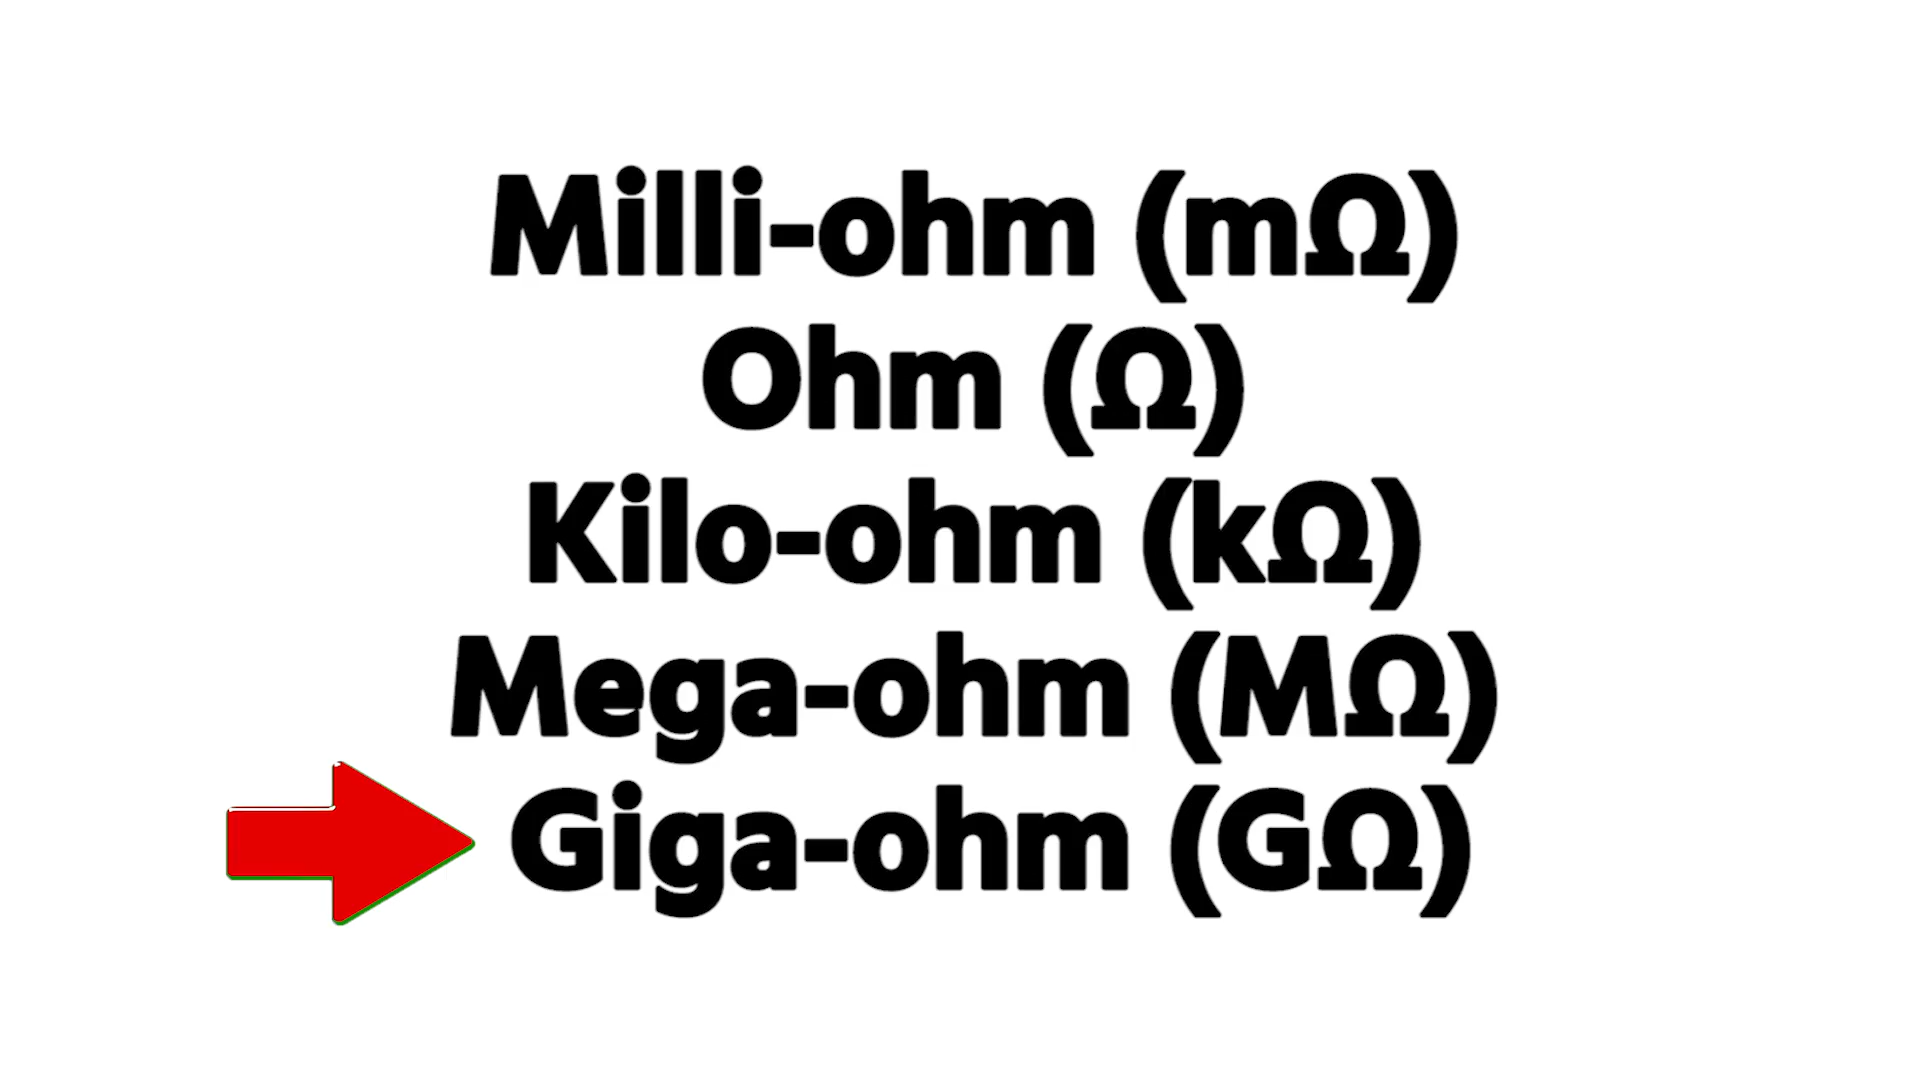 Milli-ohm (mΩ)
Ohm (Ω)
Kilo-ohm (kΩ)
Mega-ohm (MΩ)
Giga-ohm (GΩ)